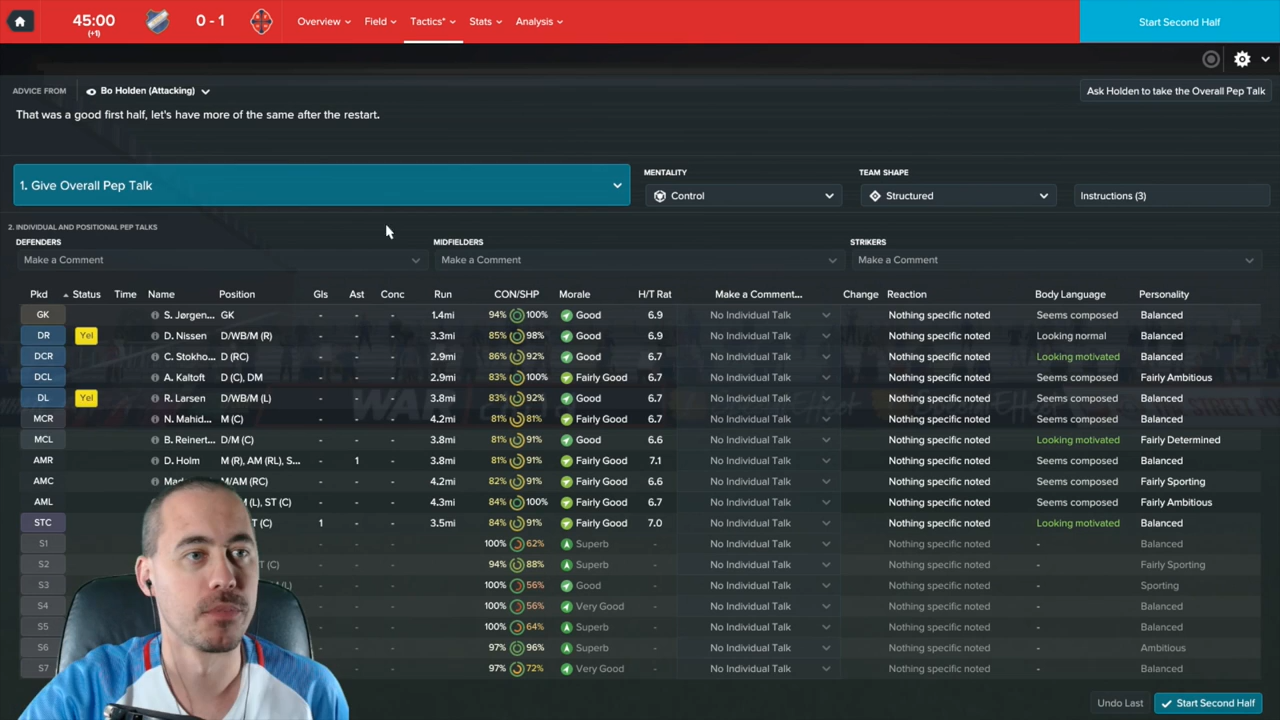 45:00
(+1)
0 - 1
Overview
Field
Tactics*
Stats
Analysis
Start Second Half
ADVICE FROM
Bo Holden (Attacking)
Ask Holden to take the Overall Pep Talk
That was a good first half, let's have more of the same after the restart.
1. Give Overall Pep Talk
MENTALITY
Control
TEAM SHAPE
Structured
Instructions (3)
2. INDIVIDUAL AND POSITIONAL PEP TALKS
DEFENDERS
MIDFIELDERS
STRIKERS
Make a Comment
Make a Comment
Make a Comment
Pkd Status Time Name Position Gls Ast Conc Run CON/SHP Morale H/T Rat Make a Comment... Change Reaction Body Language Personality
GK S. Jørgen... GK - - - 1.4mi 94% 100% Good 6.9 No Individual Talk Nothing specific noted Seems composed Balanced
DR Yel D. Nissen D/WB/M (R) - - - 3.3mi 85% 98% Good 6.9 No Individual Talk Nothing specific noted Looking normal Balanced
DCR C. Stokho... D (RC) - - - 2.9mi 86% 92% Good 6.7 No Individual Talk Nothing specific noted Looking motivated Balanced
DCL A. Kaltoft D (C), DM - - - 2.9mi 83% 100% Fairly Good 6.7 No Individual Talk Nothing specific noted Seems composed Fairly Ambitious
DL Yel R. Larsen D/WB/M (L) - - - 3.8mi 83% 92% Good 6.7 No Individual Talk Nothing specific noted Seems composed Balanced
MCR N. Mahid... M (C) - - - 4.2mi 81% 81% Fairly Good 6.7 No Individual Talk Nothing specific noted Seems composed Balanced
MCL B. Reinert... D/M (C) - - - 3.8mi 81% 91% Good 6.6 No Individual Talk Nothing specific noted Looking motivated Fairly Determined
AMR D. Holm M (R), AM (RL), S... - 1 - 3.8mi 81% 91% Fairly Good 7.1 No Individual Talk Nothing specific noted Seems composed Balanced
AMC Mad M/AM (RC) - - - 4.2mi 82% 91% Fairly Good 6.6 No Individual Talk Nothing specific noted Seems composed Fairly Sporting
AML (L), ST (C) - - - 4.3mi 84% 100% Fairly Good 6.7 No Individual Talk Nothing specific noted Seems composed Fairly Ambitious
STC (C) 1 - - 3.5mi 84% 91% Fairly Good 7.0 No Individual Talk Nothing specific noted Looking motivated Balanced
S1 100% 62% Superb - No Individual Talk Nothing specific noted - Balanced
S2 (C) 94% 88% Superb - No Individual Talk Nothing specific noted - Fairly Sporting
S3 100% 56% Good - No Individual Talk Nothing specific noted - Sporting
S4 100% 56% Very Good - No Individual Talk Nothing specific noted - Balanced
S5 100% 64% Superb - No Individual Talk Nothing specific noted - Balanced
S6 97% 96% Superb - No Individual Talk Nothing specific noted - Ambitious
S7 97% 72% Very Good - No Individual Talk Nothing specific noted - Balanced
Undo Last
Start Second Half